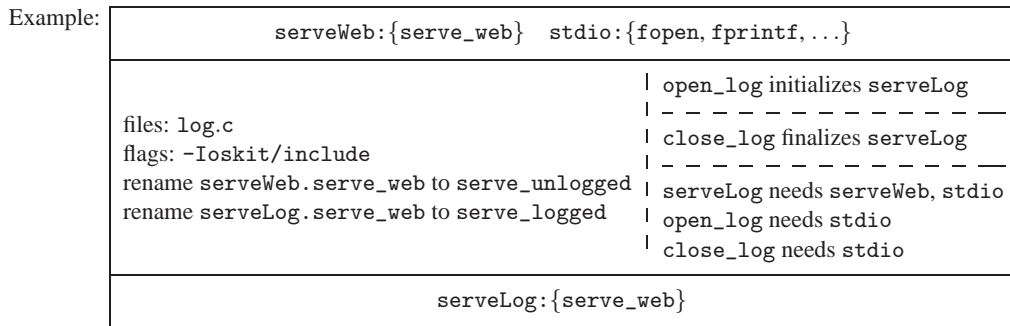 Example:
serveWeb:{serve_web} stdio:{fopen, fprintf, ...}
files: log.c
flags: -Ioskit/include
rename serveWeb.serve_web to serve_unlogged
rename serveLog.serve_web to serve_logged
open_log initializes serveLog
close_log finalizes serveLog
serveLog needs serveWeb, stdio
open_log needs stdio
close_log needs stdio
serveLog:{serve_web}